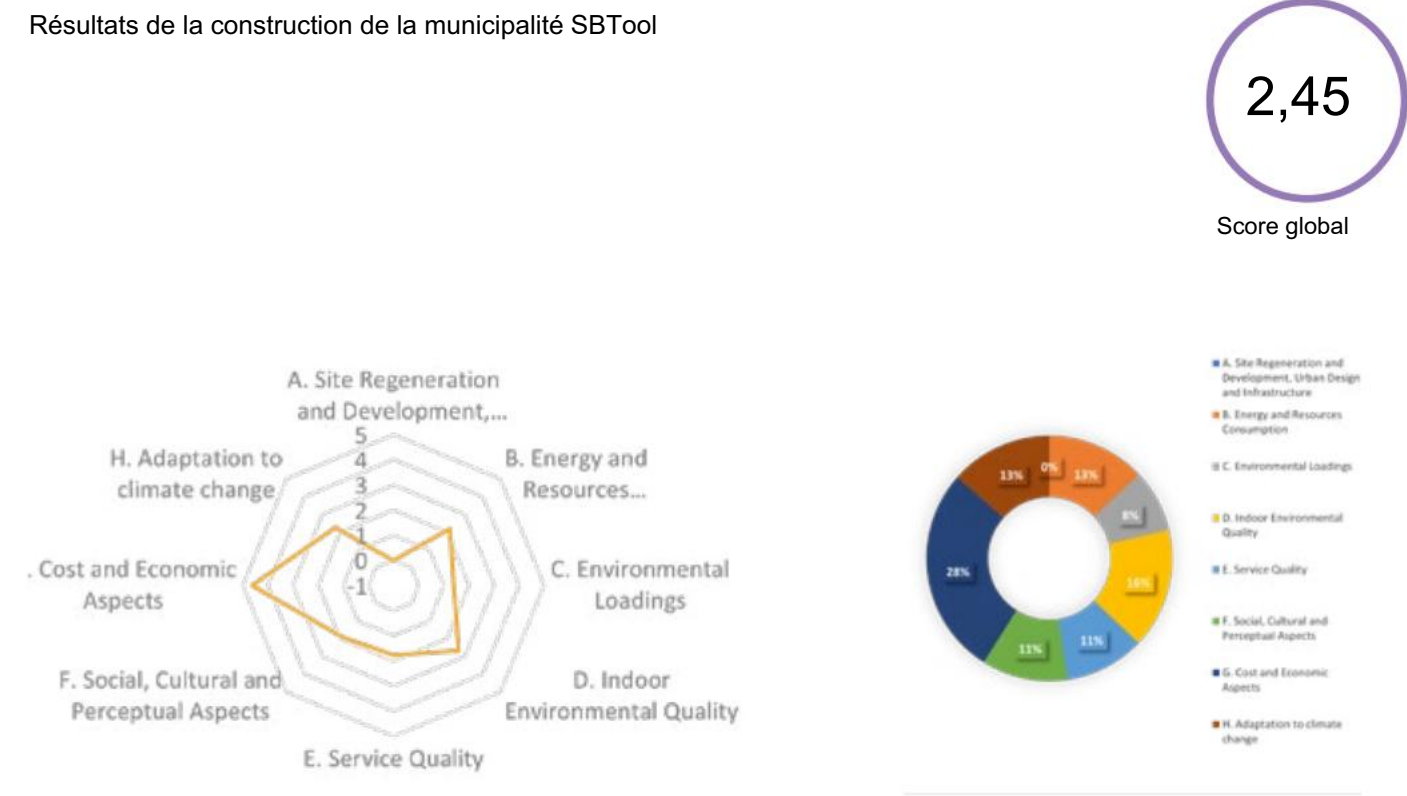 Résultats de la construction de la municipalité SBTool
2,45
Score global
A. Site Regeneration
and Development,...
5
4
3
2
1
0
-1
H. Adaptation to
climate change
B. Energy and
Resources...
. Cost and Economic
Aspects
C. Environmental
Loadings
F. Social, Cultural and
Perceptual Aspects
D. Indoor
Environmental Quality
E. Service Quality
13%
0%
13%
8%
28%
16%
11%
11%
A. Site Regeneration and
Development, Urban Design
and Infrastructure
B. Energy and Resources
Consumption
C. Environmental Loadings
D. Indoor Environmental
Quality
E. Service Quality
F. Social, Cultural and
Perceptual Aspects
G. Cost and Economic
Aspects
H. Adaptation to climate
change